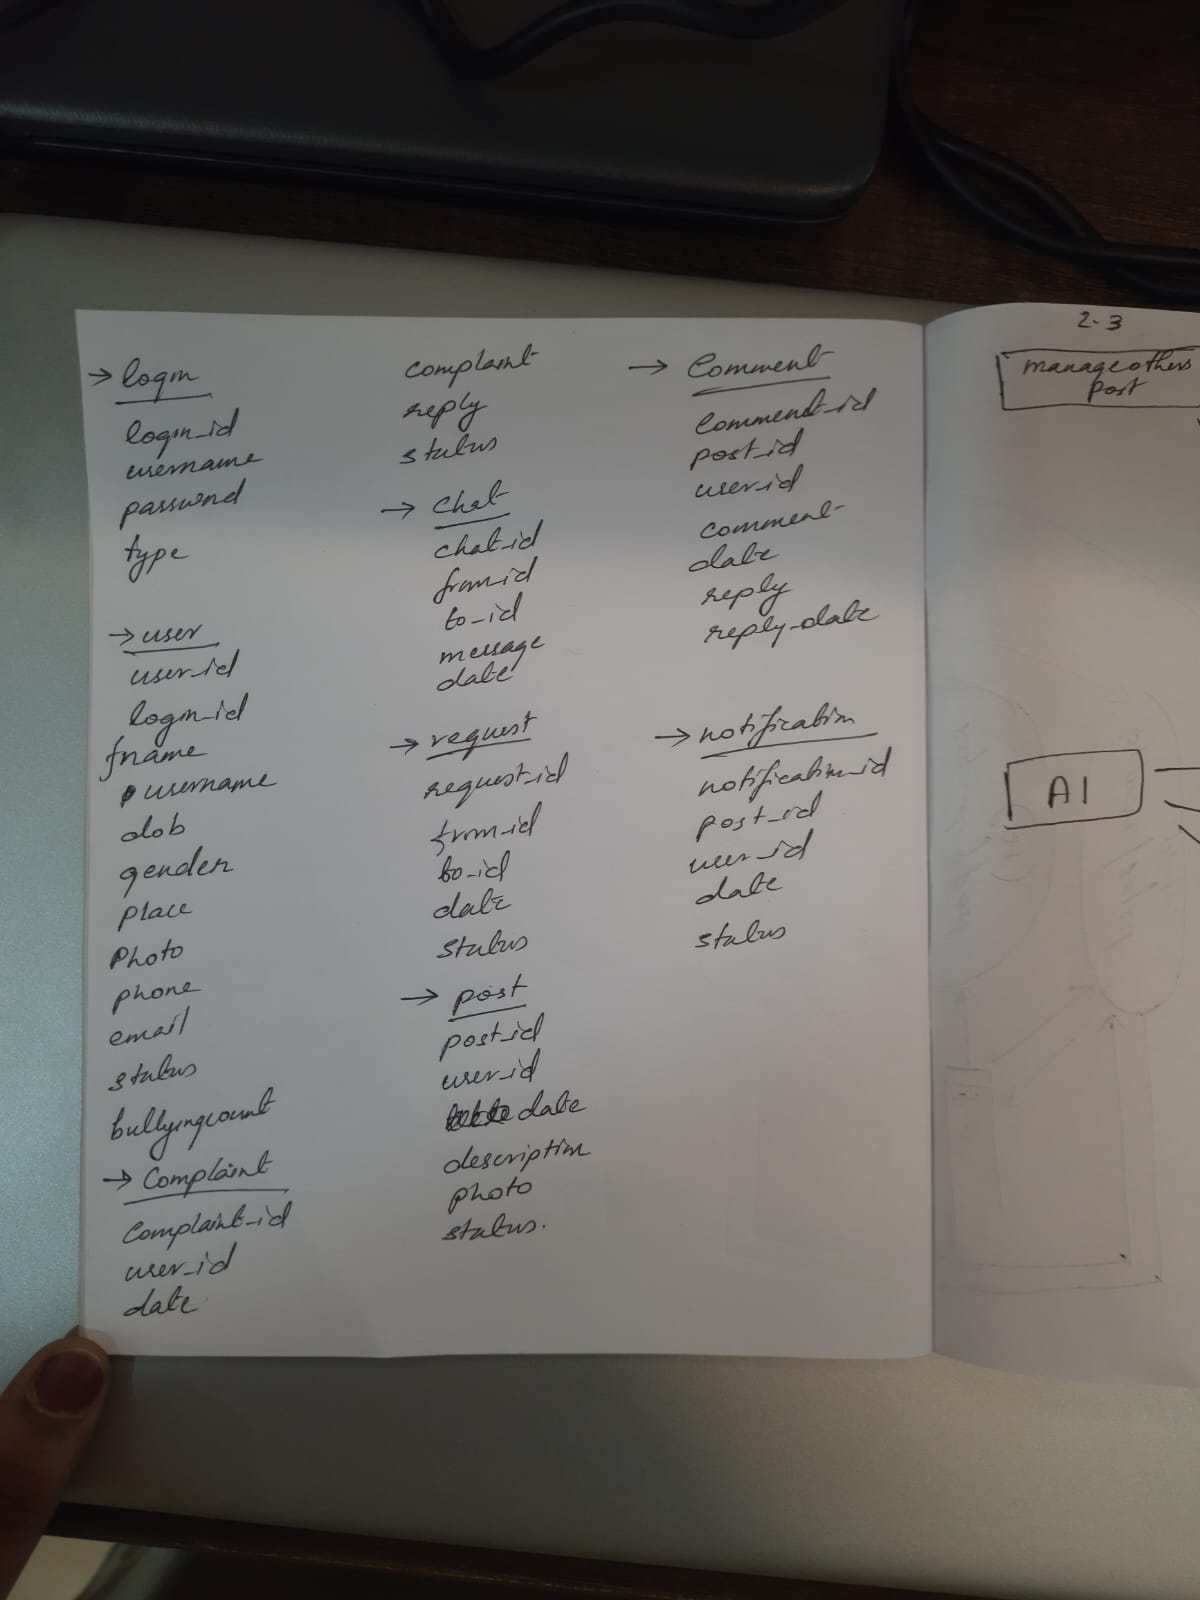 → login
login_id
username
password
type
→ user
user_id
login_id
fname
username
dob
gender
place
Photo
phone
email
status
bullyingcount
→ Complaint
Complaint_id
user_id
date
complaint
reply
status
→ Chat
chat_id
from_id
to_id
message
date
→ request
request_id
from_id
to_id
date
status
→ post
post_id
user_id
date
description
photo
status.
→ Comment
Comment_id
post_id
user_id
comment
date
reply
reply_date
→ notification
notification_id
post_id
user_id
date
status
2.3
manage others
post
A1